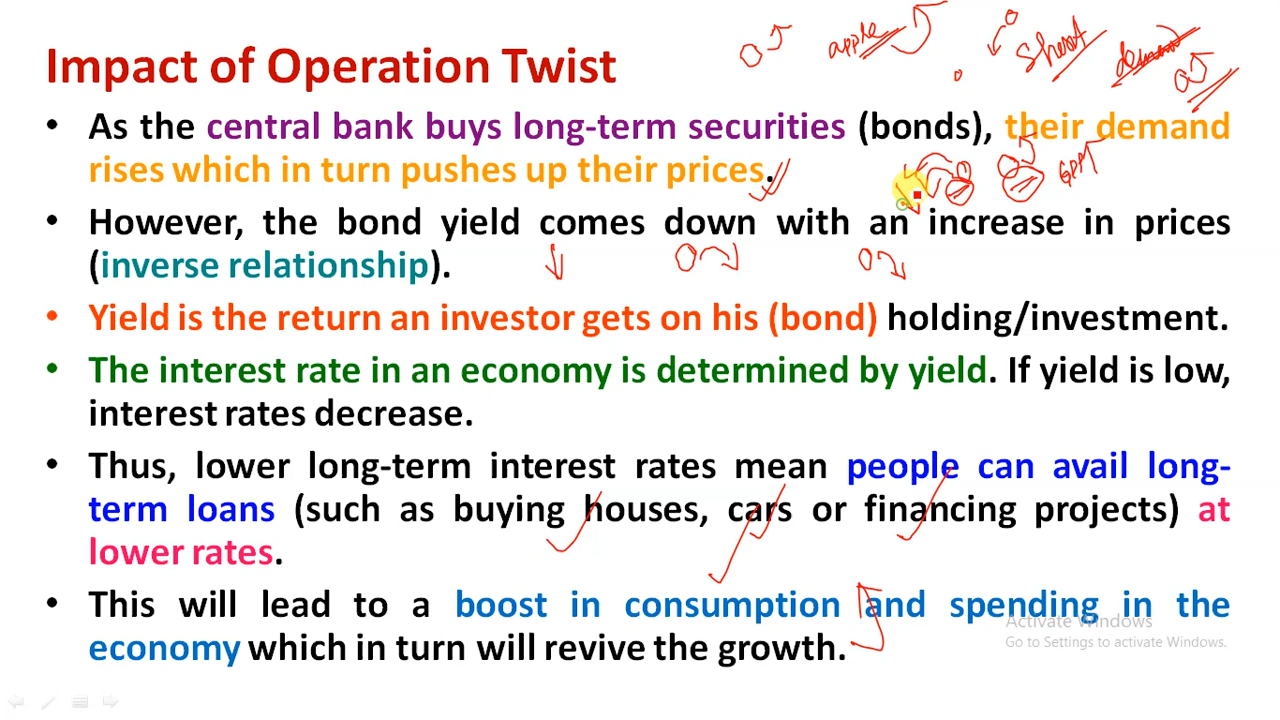 Impact of Operation Twist
apple
short
demand
• As the central bank buys long-term securities (bonds), their demand
rises which in turn pushes up their prices.
• However, the bond yield comes down with an increase in prices
(inverse relationship).
• Yield is the return an investor gets on his (bond) holding/investment.
• The interest rate in an economy is determined by yield. If yield is low,
interest rates decrease.
• Thus, lower long-term interest rates mean people can avail long-
term loans (such as buying houses, cars or financing projects) at
lower rates.
• This will lead to a boost in consumption and spending in the
economy which in turn will revive the growth.
Activate Windows
Go to Settings to activate Windows.